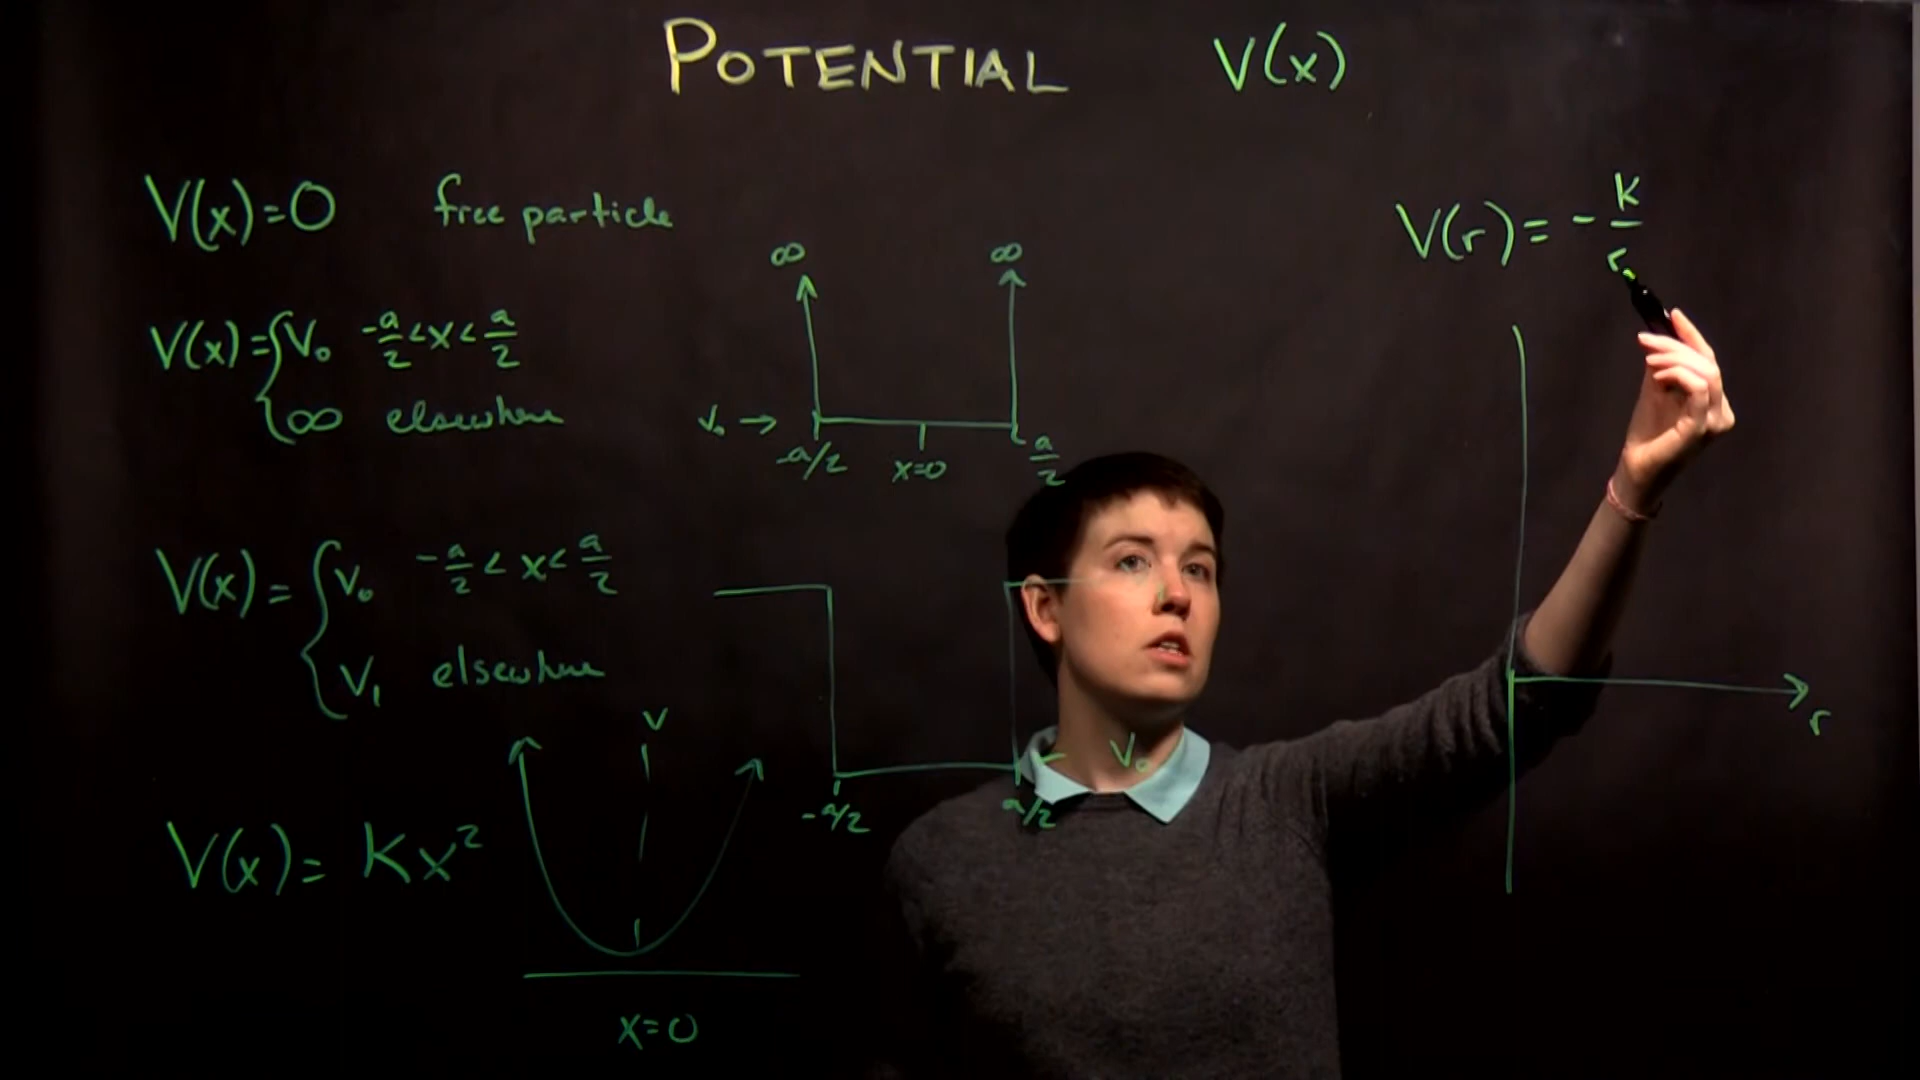 POTENTIAL V(x)
V(x)=0 free particle
V(x)={V₀ -a/2<x<a/2
∞ elsewhere
∞ ∞
V₀ →
-a/2 x=0 a/2
V(x)={V₀ -a/2<x<a/2
V₁ elsewhere
V₀
-a/2 a/2
V(x)=Kx²
V
x=0
V(r)=-K/r
r